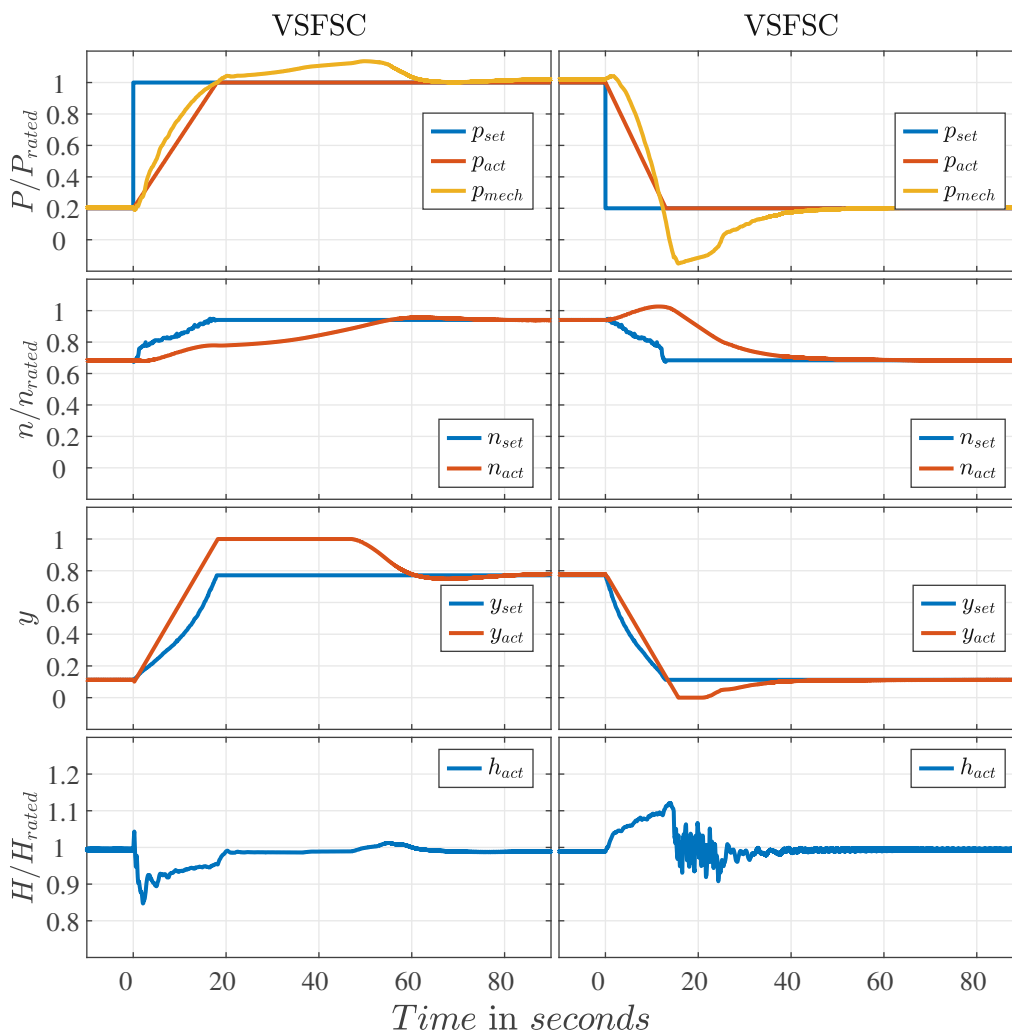 VSFSC
VSFSC
P/P_rated
1
0.8
0.6
0.4
0.2
0
p_set
p_act
p_mech
p_set
p_act
p_mech
n/n_rated
1
0.8
0.6
0.4
0.2
0
n_set
n_act
n_set
n_act
y
1
0.8
0.6
0.4
0.2
0
y_set
y_act
y_set
y_act
H/H_rated
1.2
1.1
1
0.9
0.8
h_act
h_act
0 20 40 60 80
0 20 40 60 80
Time in seconds